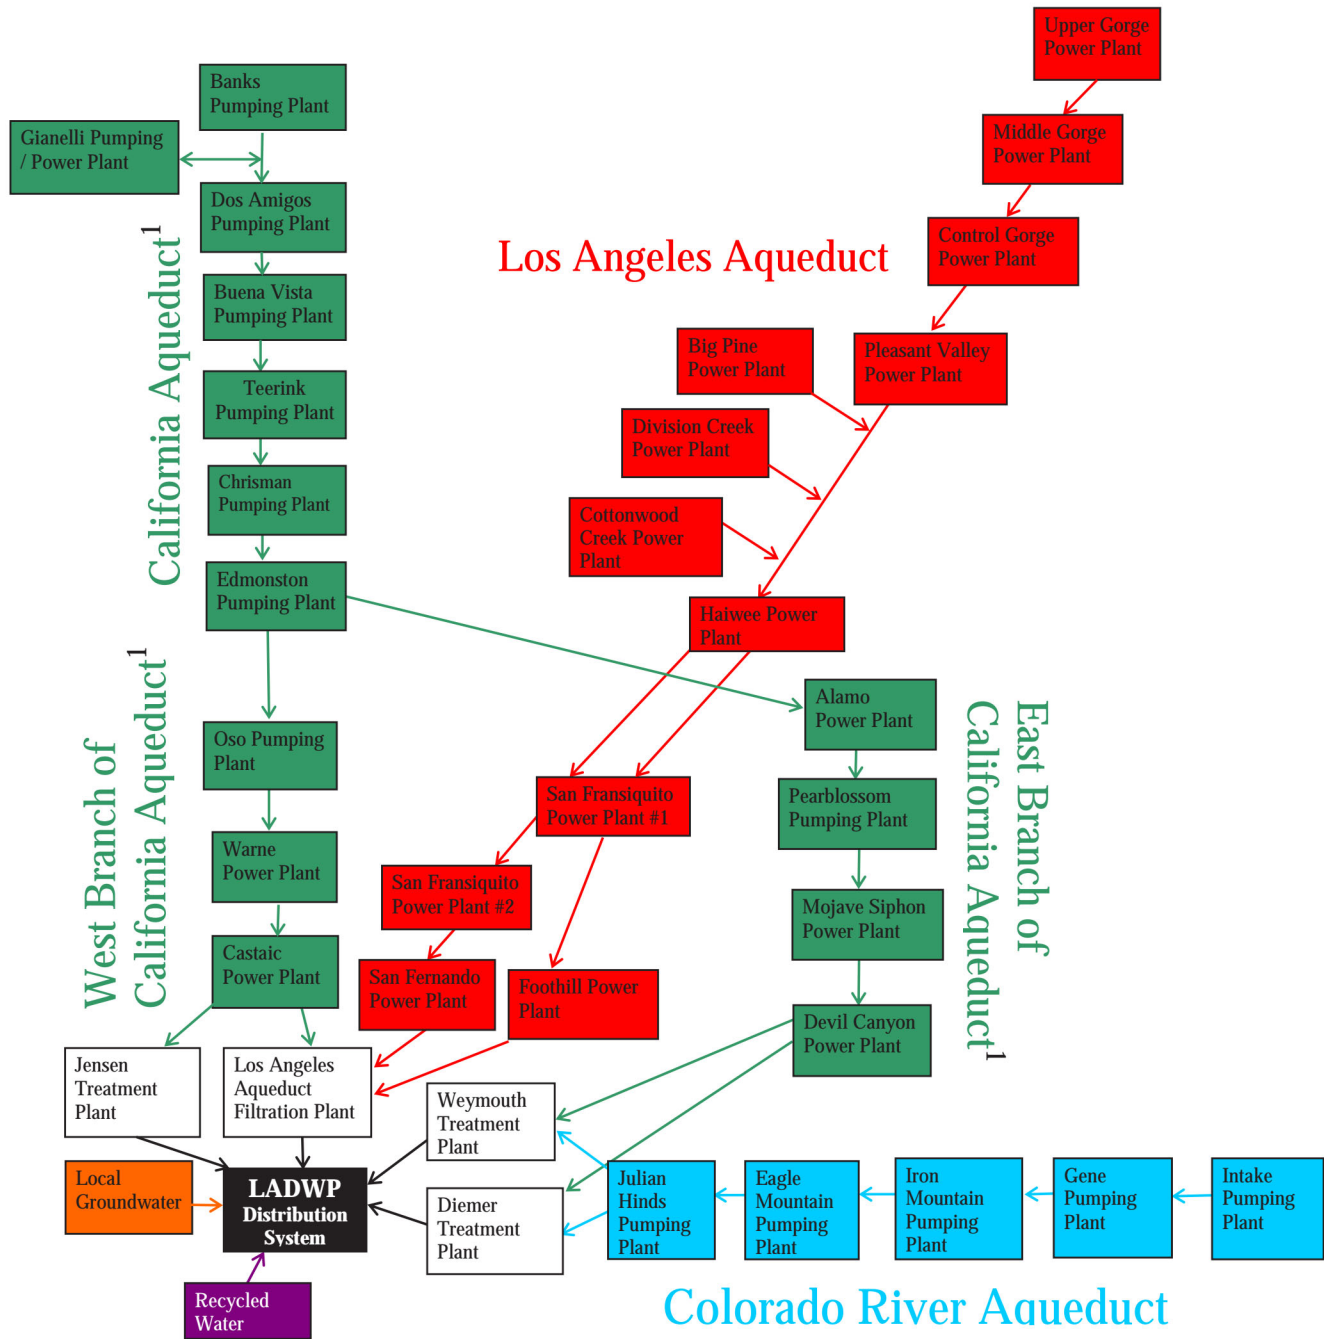 Upper Gorge
Power Plant
Banks
Pumping Plant
Gianelli Pumping
/ Power Plant
Middle Gorge
Power Plant
Dos Amigos
Pumping Plant
Control Gorge
Power Plant
Los Angeles Aqueduct
California Aqueduct1
Buena Vista
Pumping Plant
Big Pine
Power Plant
Pleasant Valley
Power Plant
Teerink
Pumping Plant
Division Creek
Power Plant
Chrisman
Pumping Plant
Cottonwood
Creek Power
Plant
Edmonston
Pumping Plant
Haiwee Power
Plant
West Branch of
California Aqueduct1
Oso Pumping
Plant
Alamo
Power Plant
East Branch of
California Aqueduct1
San Fransiquito
Power Plant #1
Pearblossom
Pumping Plant
Warne
Power Plant
San Fransiquito
Power Plant #2
Mojave Siphon
Power Plant
Castaic
Power Plant
San Fernando
Power Plant
Foothill Power
Plant
Devil Canyon
Power Plant
Jensen
Treatment
Plant
Los Angeles
Aqueduct
Filtration Plant
Weymouth
Treatment
Plant
Local
Groundwater
LADWP
Distribution
System
Diemer
Treatment
Plant
Julian
Hinds
Pumping
Plant
Eagle
Mountain
Pumping
Plant
Iron
Mountain
Pumping
Plant
Gene
Pumping
Plant
Intake
Pumping
Plant
Recycled
Water
Colorado River Aqueduct